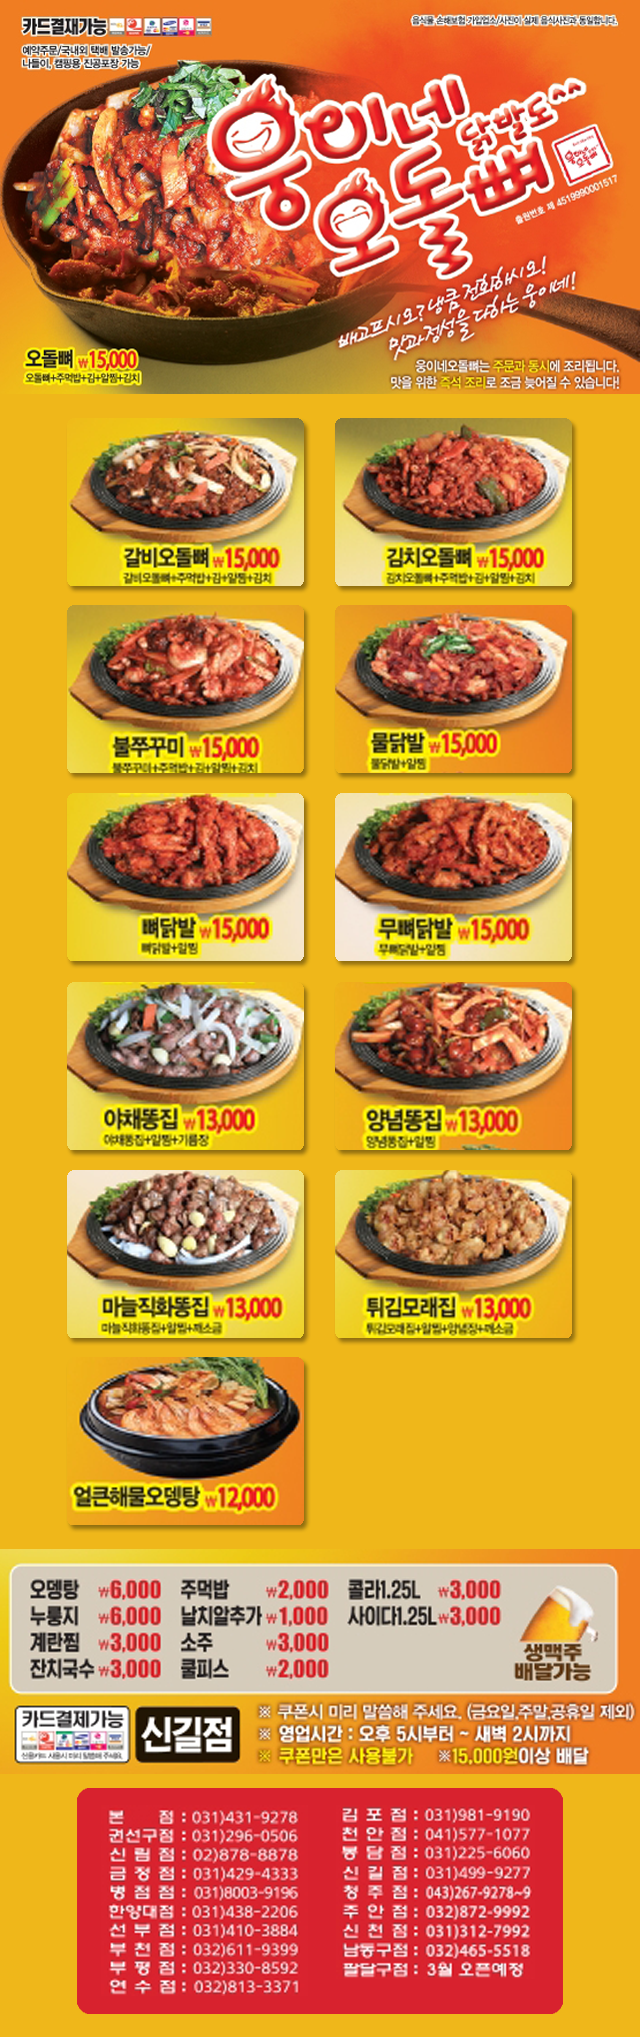 카드결재가능
음식물 손해보험 가입업소/사진이 실제 음식사진과 동일합니다.
예약주문/국내외 택배 발송가능/
나들이, 캠핑용 진공포장 가능
웅이네
닭발도^^
오돌뼈
웅이네
오돌뼈
출원번호 제 4519990001517
배고프시오? 냉큼 전화하시오!
맛과 정성을 다하는 웅이네!
오돌뼈 ₩15,000
오돌뼈+주먹밥+김+알찜+김치
웅이네오돌뼈는 주문과 동시에 조리됩니다.
맛을 위한 즉석 조리로 조금 늦어질 수 있습니다!
갈비오돌뼈 ₩15,000
갈비오돌뼈+주먹밥+김+알찜+김치
김치오돌뼈 ₩15,000
김치오돌뼈+주먹밥+김+알찜+김치
불쭈꾸미 ₩15,000
불쭈꾸미+주먹밥+김+알찜+김치
물닭발 ₩15,000
물닭발+알찜
뼈닭발 ₩15,000
뼈닭발+알찜
무뼈닭발 ₩15,000
무뼈닭발+알찜
야채똥집 ₩13,000
야채똥집+알찜+기름장
양념똥집 ₩13,000
양념똥집+알찜
마늘직화똥집 ₩13,000
마늘직화똥집+알찜+깨소금
튀김모래집 ₩13,000
튀김모래집+알찜+양념장+깨소금
얼큰해물오뎅탕 ₩12,000
오뎅탕 ₩6,000 주먹밥 ₩2,000 콜라1.25L ₩3,000
누룽지 ₩6,000 날치알추가 ₩1,000 사이다1.25L ₩3,000
계란찜 ₩3,000 소주 ₩3,000
잔치국수 ₩3,000 쿨피스 ₩2,000
생맥주
배달가능
카드결제가능
신용카드 사용시 미리 말씀해 주세요.
신길점
※ 쿠폰시 미리 말씀해 주세요. (금요일,주말,공휴일 제외)
※ 영업시간 : 오후 5시부터 ~ 새벽 2시까지
※ 쿠폰만은 사용불가 ※15,000원이상 배달
본 점 : 031)431-9278
권선구점 : 031)296-0506
신림점 : 02)878-8878
금정점 : 031)429-4333
병점점 : 031)8003-9196
한양대점 : 031)438-2206
선부점 : 031)410-3884
부천점 : 032)611-9399
부평점 : 032)330-8592
연수점 : 032)813-3371
김포점 : 031)981-9190
천안점 : 041)577-1077
봉담점 : 031)225-6060
신길점 : 031)499-9277
청주점 : 043)267-9278~9
주안점 : 032)872-9992
신천점 : 031)312-7992
남동구점 : 032)465-5518
팔달구점 : 3월 오픈예정